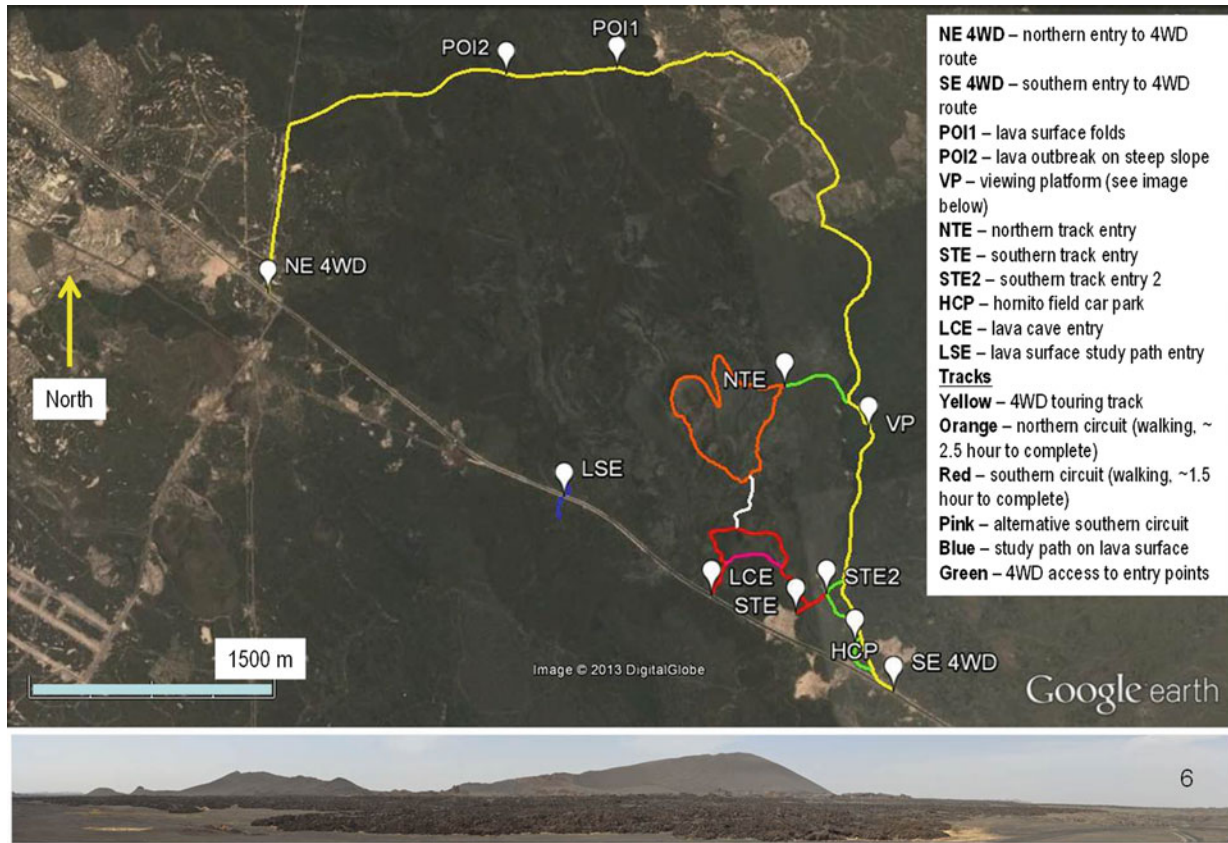 POI1
POI2
NE 4WD
North
NTE
VP
LSE
LCE
STE2
STE
HCP
SE 4WD
1500 m
Image © 2013 DigitalGlobe
Google earth
NE 4WD – northern entry to 4WD
route
SE 4WD – southern entry to 4WD
route
POI1 – lava surface folds
POI2 – lava outbreak on steep slope
VP – viewing platform (see image
below)
NTE – northern track entry
STE – southern track entry
STE2 – southern track entry 2
HCP – hornito field car park
LCE – lava cave entry
LSE – lava surface study path entry
Tracks
Yellow – 4WD touring track
Orange – northern circuit (walking, ~
2.5 hour to complete)
Red – southern circuit (walking, ~1.5
hour to complete)
Pink – alternative southern circuit
Blue – study path on lava surface
Green – 4WD access to entry points
6